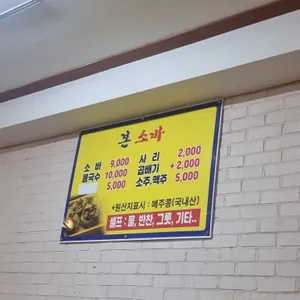 본 소바
소 바 9,000 사 리 2,000
콩국수 10,000 곱배기 +2,000
5,000 소주.맥주 5,000
*원산지표시 : 메주콩(국내산)
셀프 : 물, 반찬, 그릇, 기타..